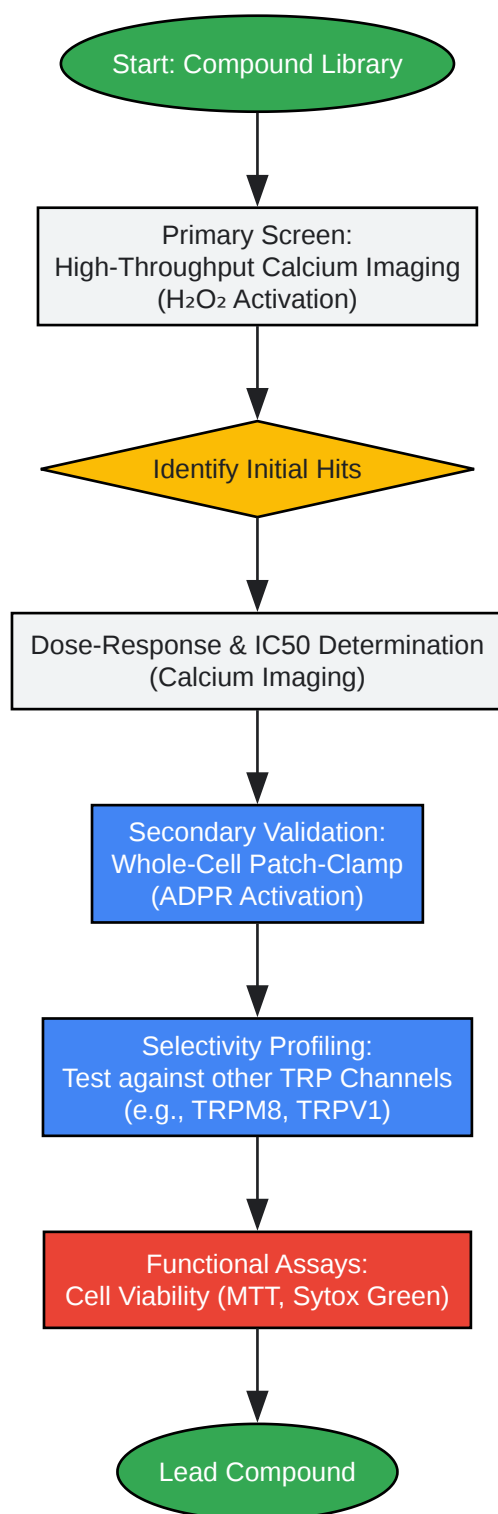 Start: Compound Library
Primary Screen:
High-Throughput Calcium Imaging
(H₂O₂ Activation)
Identify Initial Hits
Dose-Response & IC50 Determination
(Calcium Imaging)
Secondary Validation:
Whole-Cell Patch-Clamp
(ADPR Activation)
Selectivity Profiling:
Test against other TRP Channels
(e.g., TRPM8, TRPV1)
Functional Assays:
Cell Viability (MTT, Sytox Green)
Lead Compound